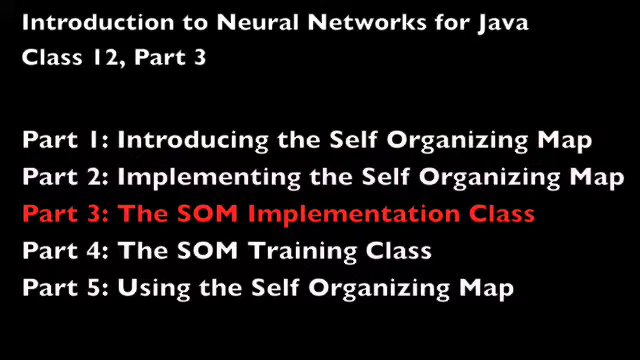 Introduction to Neural Networks for Java
Class 12, Part 3
Part 1: Introducing the Self Organizing Map
Part 2: Implementing the Self Organizing Map
Part 3: The SOM Implementation Class
Part 4: The SOM Training Class
Part 5: Using the Self Organizing Map